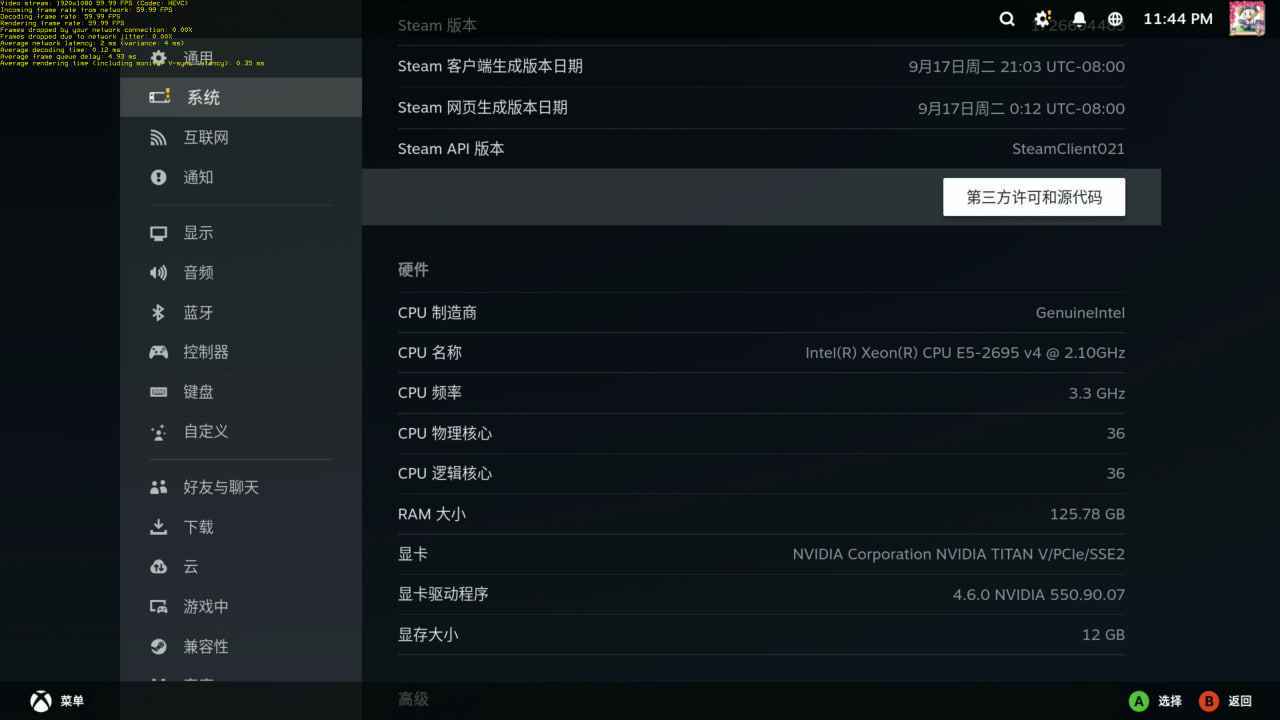 Video stream: 1920x1080 59.99 FPS (Codec: HEVC)
Incoming frame rate from network: 59.99 FPS
Decoding frame rate: 59.99 FPS
Rendering frame rate: 59.99 FPS
Frames dropped by your network connection: 0.00%
Frames dropped due to network jitter: 0.00%
Average network latency: 2 ms (variance: 4 ms)
Average decoding time: 0.12 ms
Average frame queue delay: 4.93 ms
Average rendering time (including monitor V-sync latency): 0.35 ms
11:44 PM
通用
系统
互联网
通知
显示
音频
蓝牙
控制器
键盘
自定义
好友与聊天
下载
云
游戏中
兼容性
Steam 版本
Steam 客户端生成版本日期 9月17日周二 21:03 UTC-08:00
Steam 网页生成版本日期 9月17日周二 0:12 UTC-08:00
Steam API 版本 SteamClient021
第三方许可和源代码
硬件
CPU 制造商 GenuineIntel
CPU 名称 Intel(R) Xeon(R) CPU E5-2695 v4 @ 2.10GHz
CPU 频率 3.3 GHz
CPU 物理核心 36
CPU 逻辑核心 36
RAM 大小 125.78 GB
显卡 NVIDIA Corporation NVIDIA TITAN V/PCIe/SSE2
显卡驱动程序 4.6.0 NVIDIA 550.90.07
显存大小 12 GB
高级
菜单
A 选择 B 返回